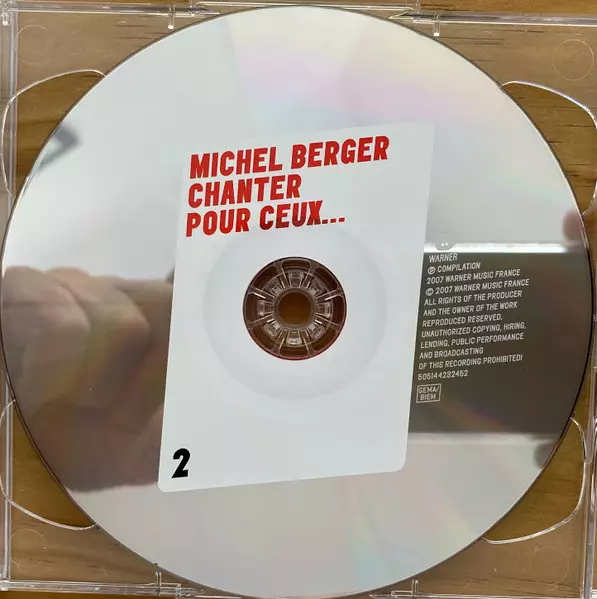 MICHEL BERGER
CHANTER
POUR CEUX...
WARNER
℗ COMPILATION
2007 WARNER MUSIC FRANCE
© 2007 WARNER MUSIC FRANCE
ALL RIGHTS OF THE PRODUCER
AND THE OWNER OF THE WORK
REPRODUCED RESERVED.
UNAUTHORIZED COPYING, HIRING,
LENDING, PUBLIC PERFORMANCE
AND BROADCASTING
OF THIS RECORDING PROHIBITED!
505144232452
GEMA/
BIEM
2